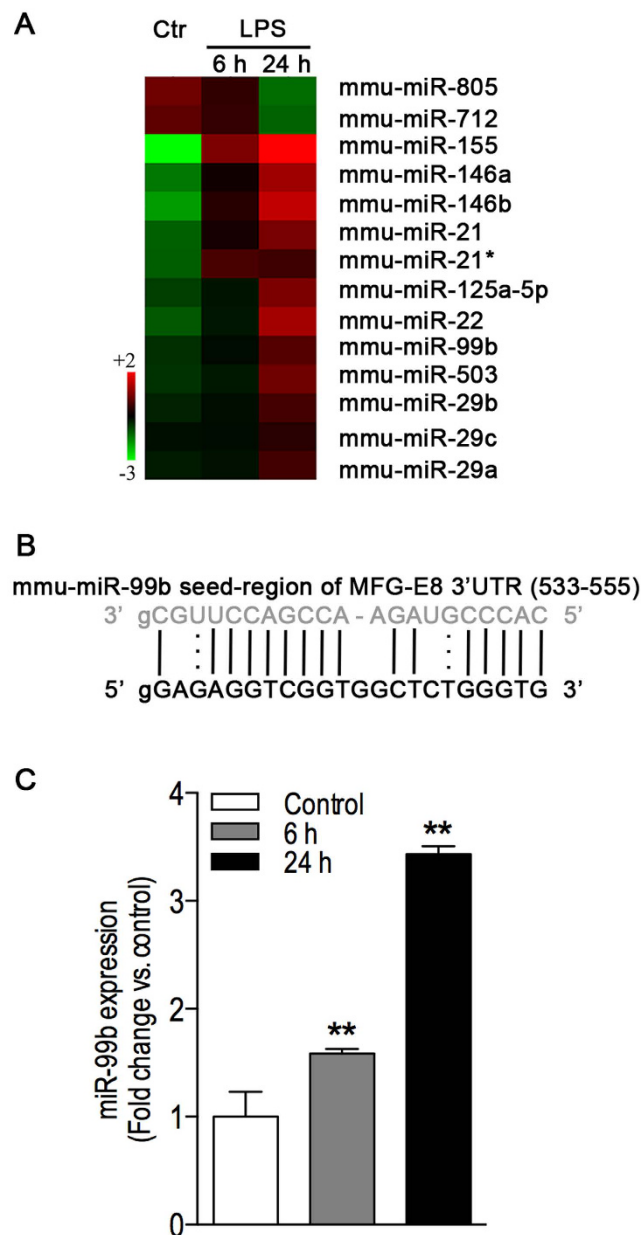 A
Ctr LPS
6 h 24 h
mmu-miR-805
mmu-miR-712
mmu-miR-155
mmu-miR-146a
mmu-miR-146b
mmu-miR-21
mmu-miR-21*
mmu-miR-125a-5p
mmu-miR-22
mmu-miR-99b
mmu-miR-503
mmu-miR-29b
mmu-miR-29c
mmu-miR-29a
+2
-3
B
mmu-miR-99b seed-region of MFG-E8 3'UTR (533-555)
3' gCGUUCCAGCCA - AGAUGCCCAC 5'
5' gGAGAGGTCGGTGGCTCTGGGTG 3'
C
miR-99b expression
(Fold change vs. control)
4
3
2
1
0
Control
6 h
24 h
**
**